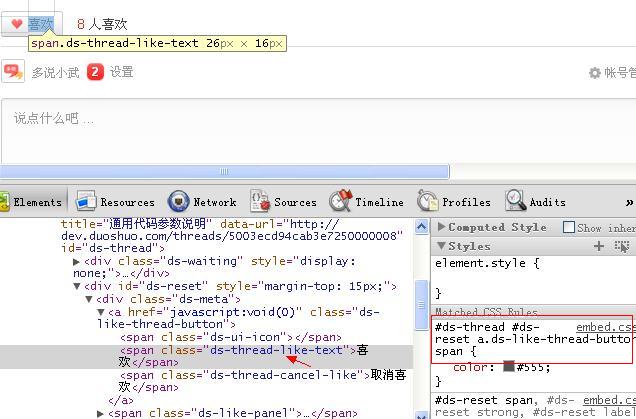 喜欢 8 人喜欢
span.ds-thread-like-text 26px × 16px
多说小武 2 设置
说点什么吧 ...
Elements Resources Network Sources Timeline Profiles Audits »
title="通用代码参数说明" data-url="http://
dev.duoshuo.com/threads/5003ecd94cab3e7250000008"
id="ds-thread">
▶<div class="ds-waiting" style="display:
none;">…</div>
▼<div id="ds-reset" style="margin-top: 15px;">
▼<div class="ds-meta">
▼<a href="javascript:void(0)" class="ds-
like-thread-button">
<span class="ds-ui-icon"></span>
<span class="ds-thread-like-text">喜
欢</span>
<span class="ds-thread-cancel-like">取消喜
欢</span>
</a>
▶<span class="ds-like-panel">…</span>
▶ Computed Style Show inher
▼ Styles
element.style {
}
Matched CSS Rules
#ds-thread #ds- embed.css
reset a.ds-like-thread-button
span {
color: #555;
}
#ds-reset span, #ds- embed.css
reset strong, #ds-reset label